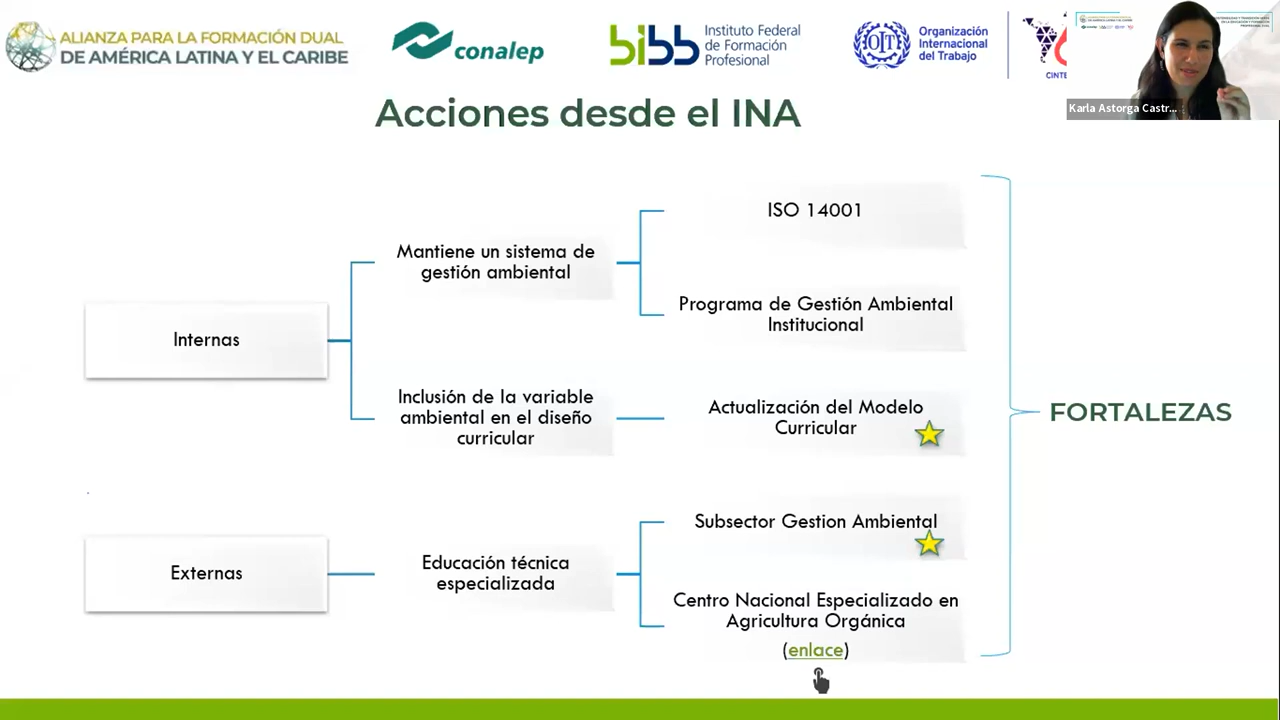 ALIANZA PARA LA FORMACIÓN DUAL
DE AMÉRICA LATINA Y EL CARIBE
conalep
bibb
Instituto Federal
de Formación
Profesional
OIT
Organización
Internacional
del Trabajo
CINTE
Karla Astorga Castr...
Acciones desde el INA
Internas
Mantiene un sistema de
gestión ambiental
ISO 14001
Programa de Gestión Ambiental
Institucional
Inclusión de la variable
ambiental en el diseño
curricular
Actualización del Modelo
Curricular
FORTALEZAS
Externas
Educación técnica
especializada
Subsector Gestion Ambiental
Centro Nacional Especializado en
Agricultura Orgánica
(enlace)